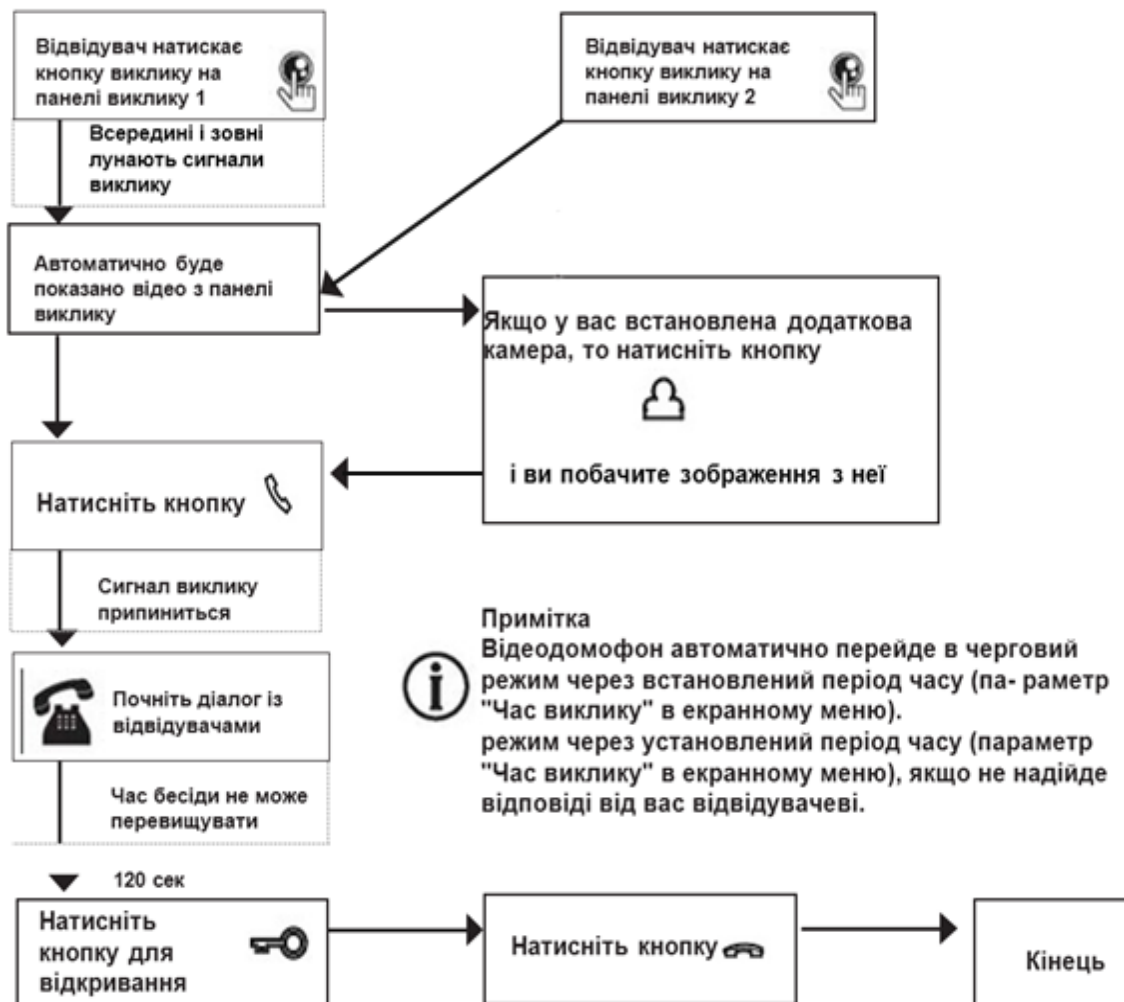 Відвідувач натискає
кнопку виклику на
панелі виклику 1
Відвідувач натискає
кнопку виклику на
панелі виклику 2
Всередині і зовні
лунають сигнали
виклику
Автоматично буде
показано відео з панелі
виклику
Якщо у вас встановлена додаткова
камера, то натисніть кнопку
і ви побачите зображення з неї
Натисніть кнопку
Сигнал виклику
припиниться
Почніть діалог із
відвідувачами
Час бесіди не може
перевищувати
120 сек
Примітка
Відеодомофон автоматично перейде в черговий
режим через встановлений період часу (па- раметр
"Час виклику" в екранному меню).
режим через установлений період часу (параметр
"Час виклику" в екранному меню), якщо не надійде
відповіді від вас відвідувачеві.
Натисніть
кнопку для
відкривання
Натисніть кнопку
Кінець